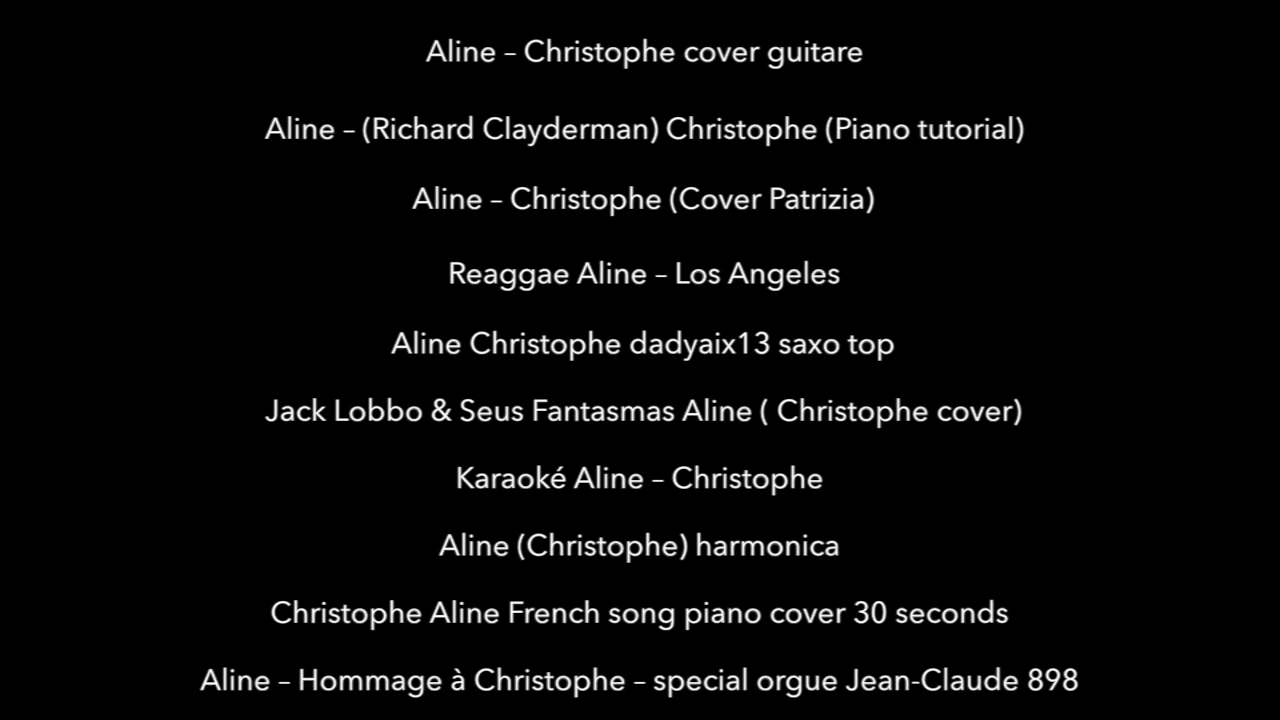 Aline – Christophe cover guitare
Aline – (Richard Clayderman) Christophe (Piano tutorial)
Aline – Christophe (Cover Patrizia)
Reaggae Aline – Los Angeles
Aline Christophe dadyaix13 saxo top
Jack Lobbo & Seus Fantasmas Aline ( Christophe cover)
Karaoké Aline – Christophe
Aline (Christophe) harmonica
Christophe Aline French song piano cover 30 seconds
Aline – Hommage à Christophe – special orgue Jean-Claude 898